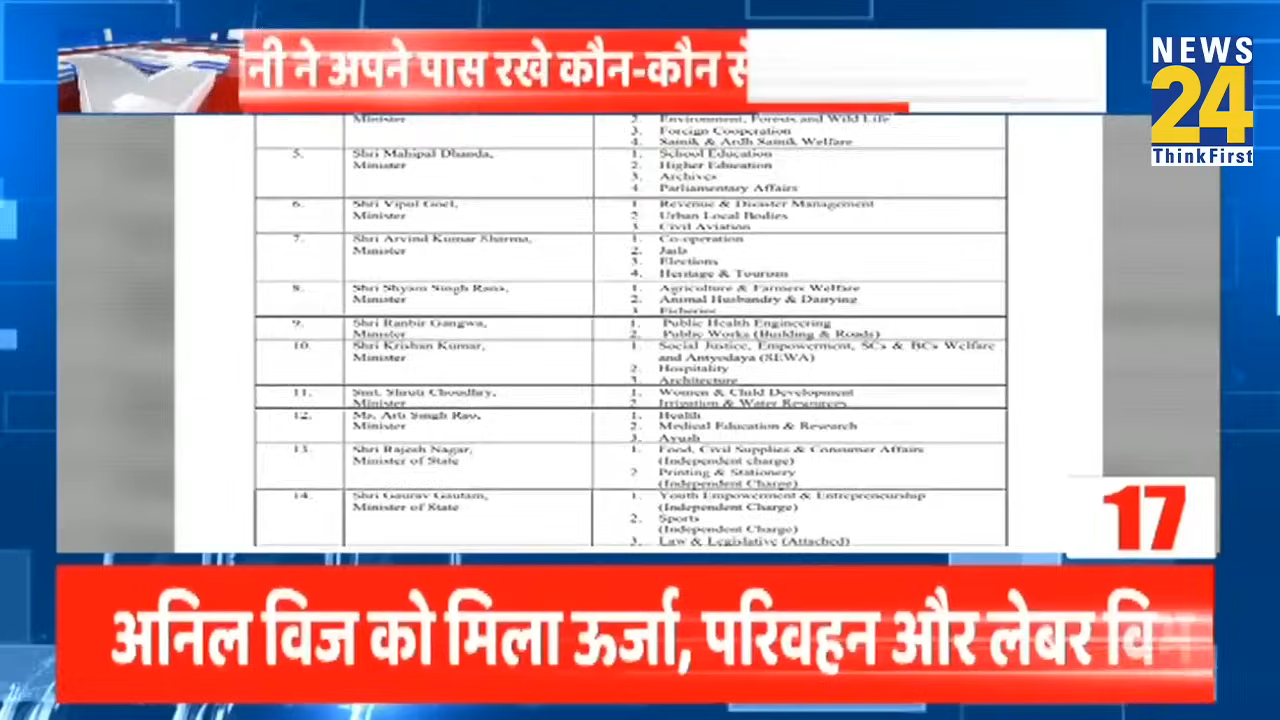 नी ने अपने पास रखे कौन-कौन से
NEWS
24
ThinkFirst
Minister
2. Environment, Forests and Wild Life
3. Foreign Cooperation
4. Sainik & Ardh Sainik Welfare
5. Shri Mahipal Dhanda,
Minister
1. School Education
2. Higher Education
3. Archives
4. Parliamentary Affairs
6. Shri Vipul Goel,
Minister
1. Revenue & Disaster Management
2. Urban Local Bodies
3. Civil Aviation
7. Shri Arvind Kumar Sharma,
Minister
1. Co-operation
2. Jails
3. Elections
4. Heritage & Tourism
8. Shri Shyam Singh Rana,
Minister
1. Agriculture & Farmers Welfare
2. Animal Husbandry & Dairying
3. Fisheries
9. Shri Ranbir Gangwa,
Minister
1. Public Health Engineering
2. Public Works (Building & Roads)
10. Shri Krishan Kumar,
Minister
1. Social Justice, Empowerment, SCs & BCs Welfare
and Antyodaya (SEWA)
2. Hospitality
3. Architecture
11. Smt. Shruti Choudhry,
Minister
1. Women & Child Development
2. Irrigation & Water Resources
12. Ms. Arti Singh Rao,
Minister
1. Health
2. Medical Education & Research
3. Ayush
13. Shri Rajesh Nagar,
Minister of State
1. Food, Civil Supplies & Consumer Affairs
(Independent charge)
2. Printing & Stationery
(Independent Charge)
14. Shri Gaurav Gautam,
Minister of State
1. Youth Empowerment & Entrepreneurship
(Independent Charge)
2. Sports
(Independent Charge)
3. Law & Legislative (Attached)
17
अनिल विज को मिला ऊर्जा, परिवहन और लेबर वि